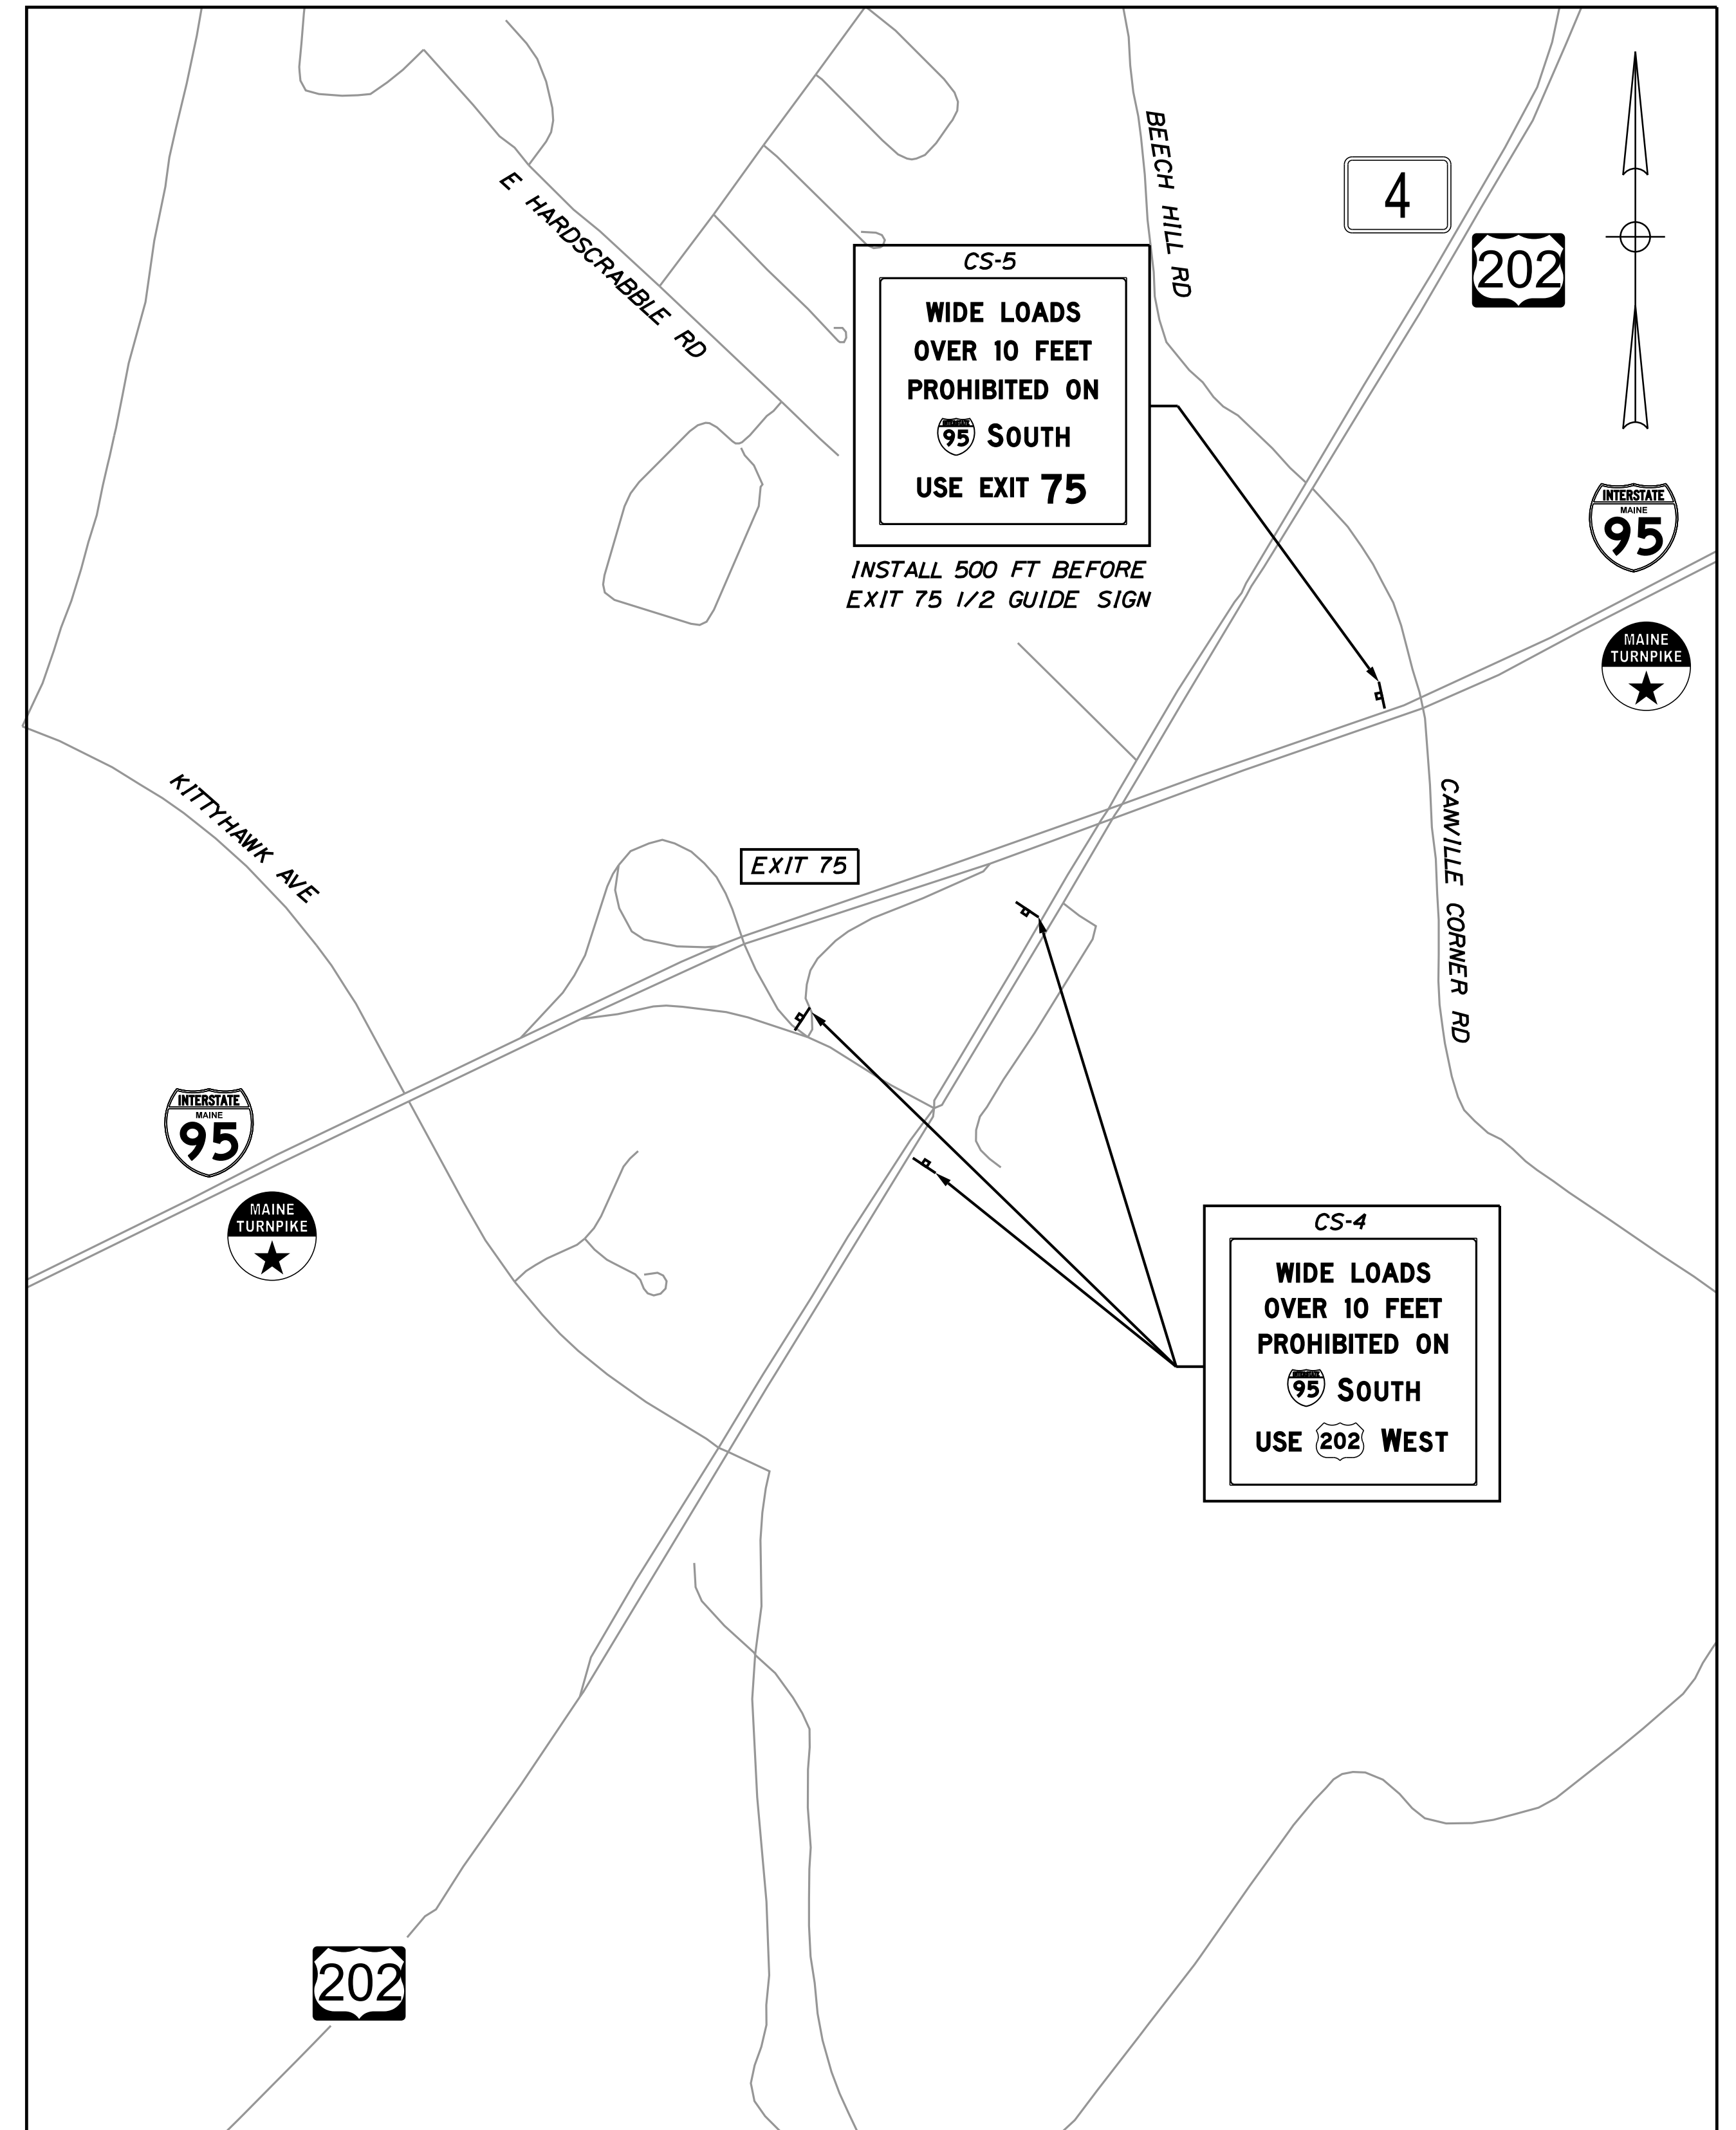 BEECH HILL RD
4
202
E HARDSCRABBLE RD
CS-5
WIDE LOADS
OVER 10 FEET
PROHIBITED ON
95 SOUTH
USE EXIT 75
INSTALL 500 FT BEFORE
EXIT 75 1/2 GUIDE SIGN
INTERSTATE
MAINE
95
MAINE
TURNPIKE
KITTYHAWK AVE
EXIT 75
CANVILLE CORNER RD
INTERSTATE
MAINE
95
MAINE
TURNPIKE
CS-4
WIDE LOADS
OVER 10 FEET
PROHIBITED ON
95 SOUTH
USE 202 WEST
202